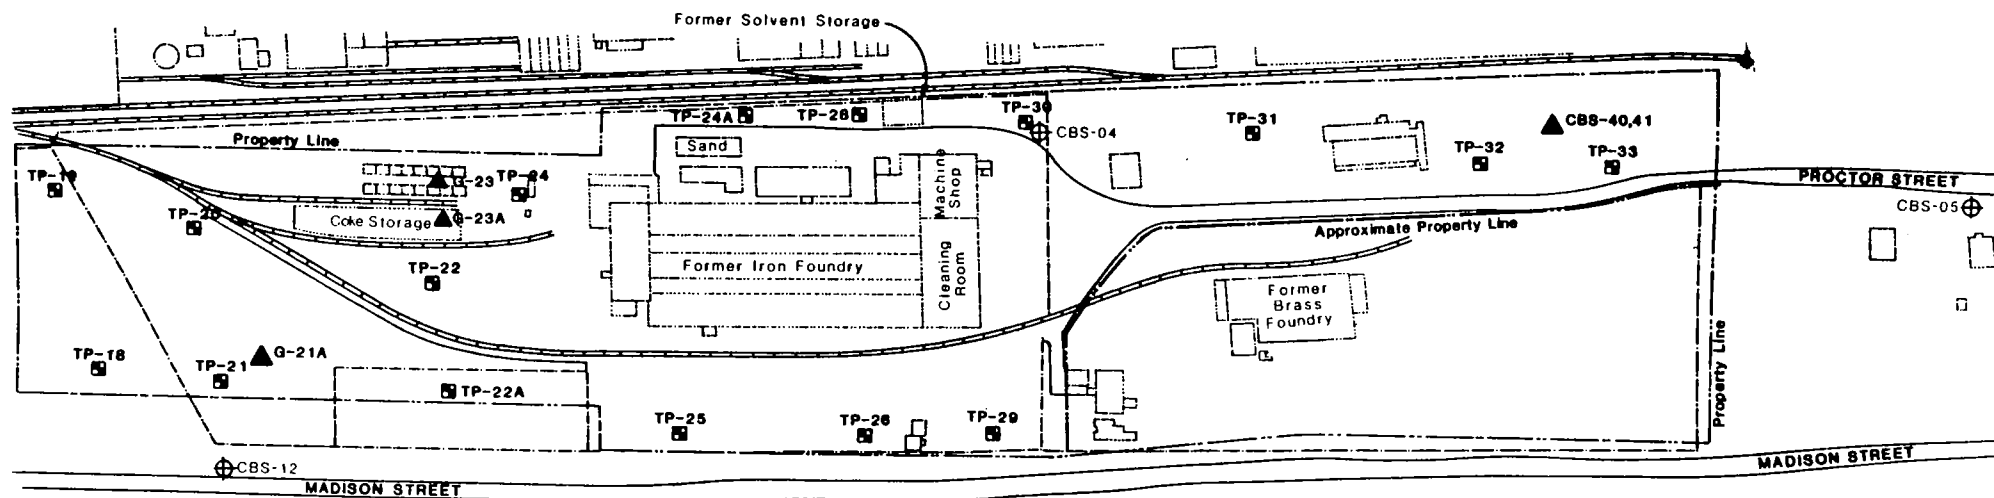 Former Solvent Storage
TP-24A
TP-28
TP-30
CBS-04
TP-31
CBS-40,41
Property Line
Sand
TP-32
TP-33
TP-19
G-23
TP-24
Machine
Shop
PROCTOR STREET
CBS-05
TP-20
Coke Storage
G-23A
Approximate Property Line
TP-22
Former Iron Foundry
Cleaning
Room
Former
Brass
Foundry
TP-18
TP-21
G-21A
TP-22A
Property Line
TP-25
TP-26
TP-29
CBS-12
MADISON STREET
MADISON STREET